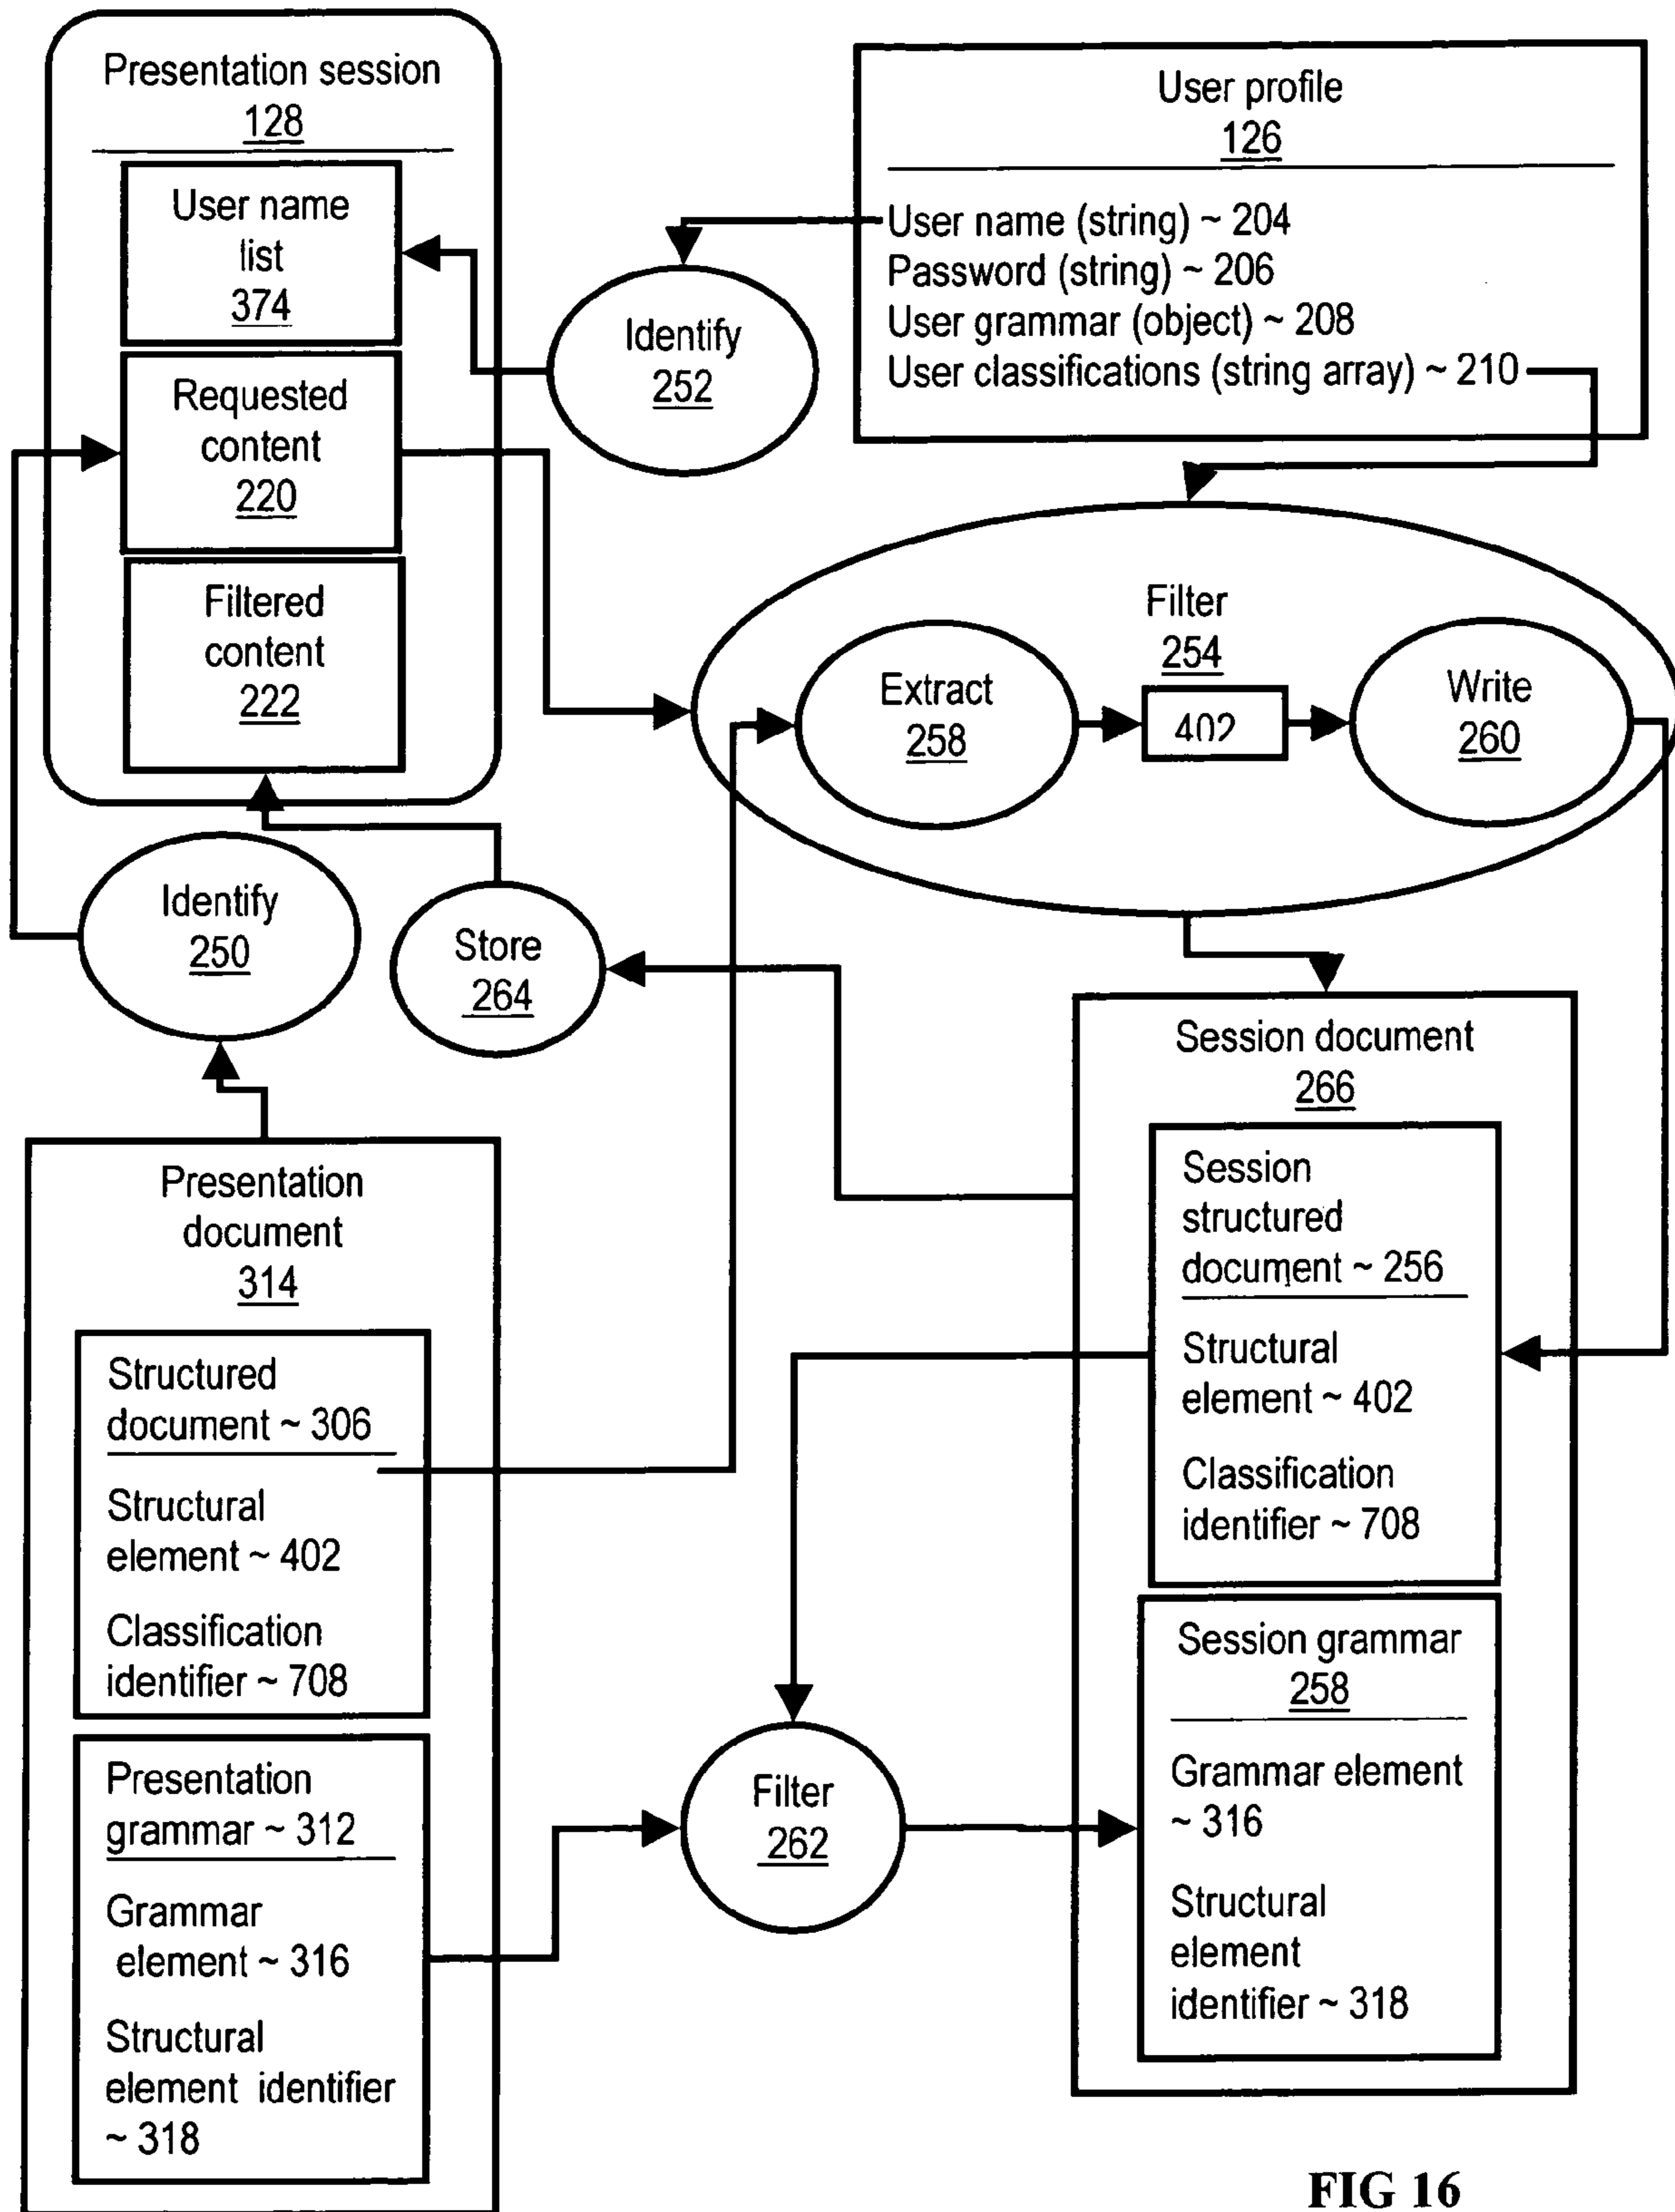 Presentation session
128
User name
list
374
Requested
content
220
Filtered
content
222
User profile
126
User name (string) ~ 204
Password (string) ~ 206
User grammar (object) ~ 208
User classifications (string array) ~ 210
Identify
252
Filter
254
Extract
258
402
Write
260
Identify
250
Store
264
Session document
266
Session
structured
document ~ 256
Structural
element ~ 402
Classification
identifier ~ 708
Session grammar
258
Grammar element
~ 316
Structural
element
identifier ~ 318
Presentation
document
314
Structured
document ~ 306
Structural
element ~ 402
Classification
identifier ~ 708
Presentation
grammar ~ 312
Grammar
element ~ 316
Structural
element identifier
~ 318
Filter
262
FIG 16